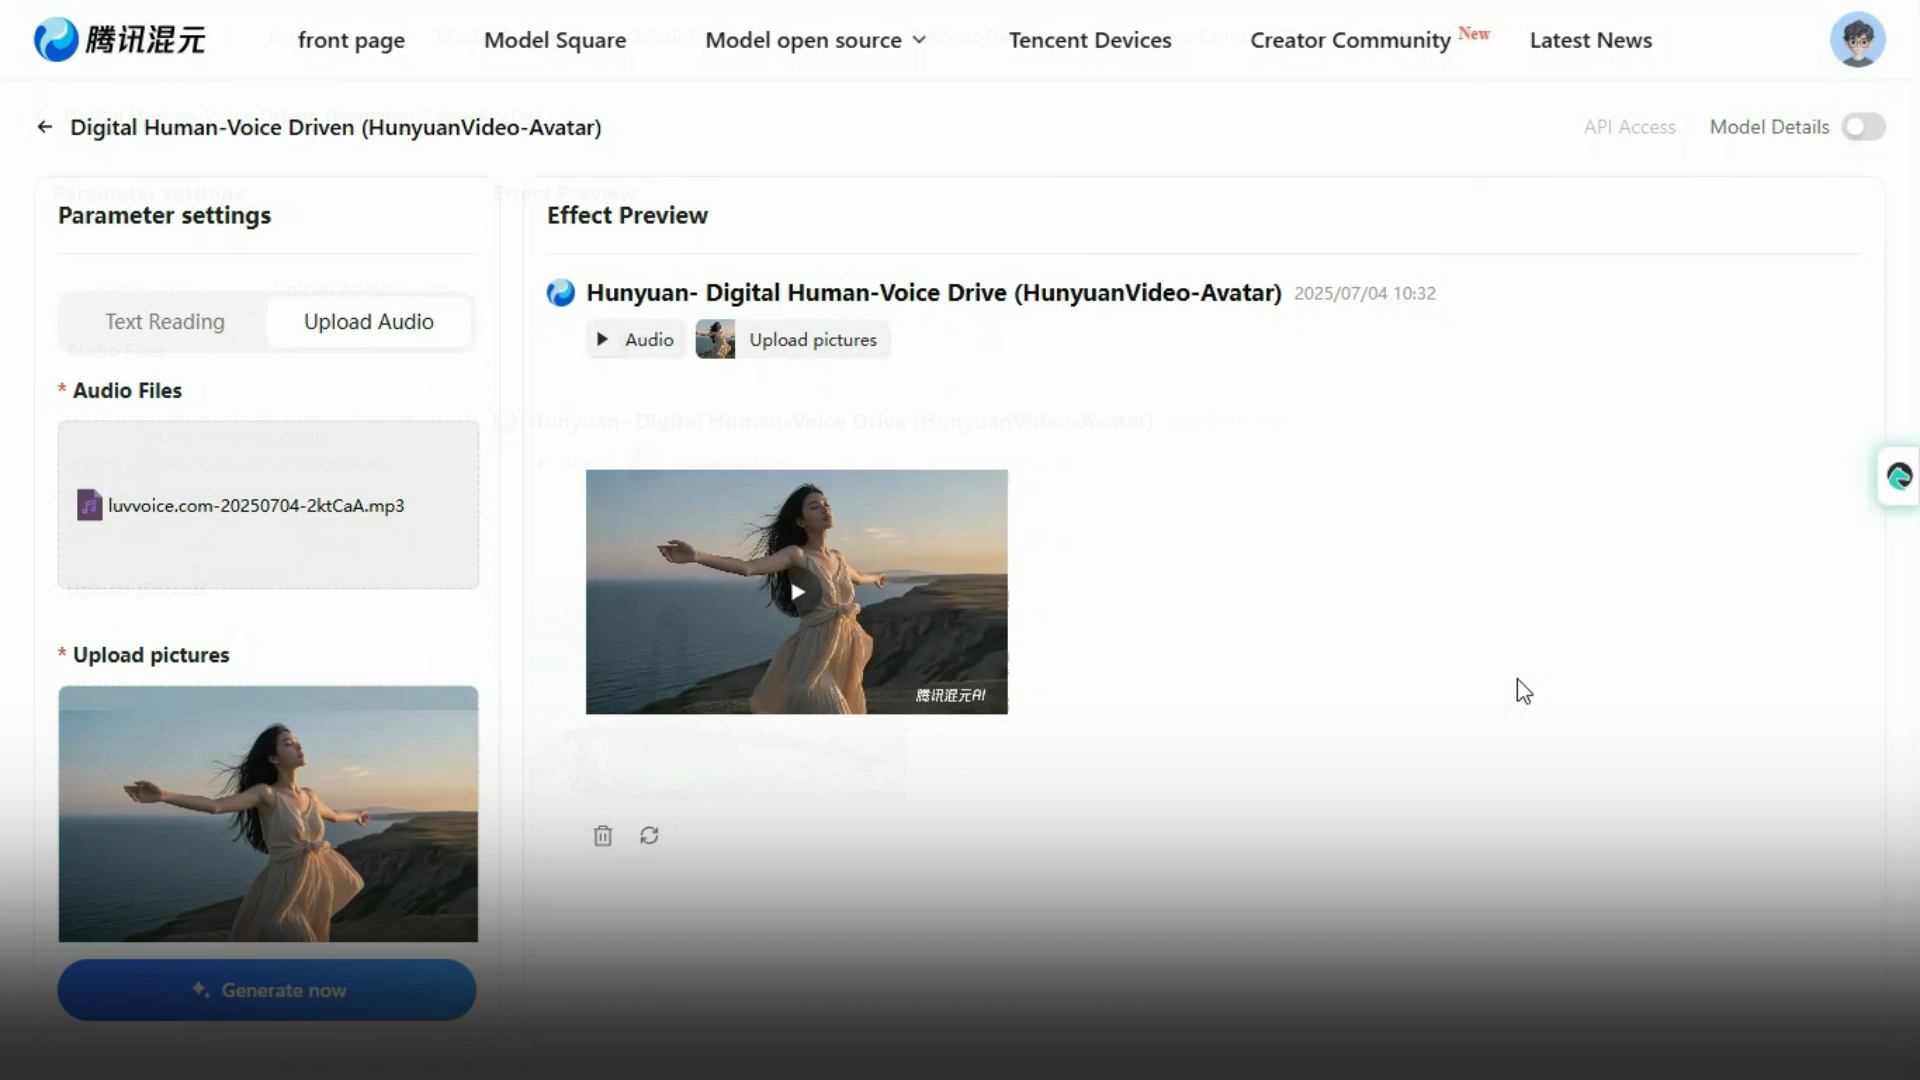 腾讯混元
front page
Model Square
Model open source
Tencent Devices
Creator Community New
Latest News
Digital Human-Voice Driven (HunyuanVideo-Avatar)
API Access
Model Details
Parameter settings
Text Reading
Upload Audio
* Audio Files
luvvoice.com-20250704-2ktCaA.mp3
* Upload pictures
Generate now
Effect Preview
Hunyuan- Digital Human-Voice Drive (HunyuanVideo-Avatar) 2025/07/04 10:32
Audio
Upload pictures
腾讯混元AI